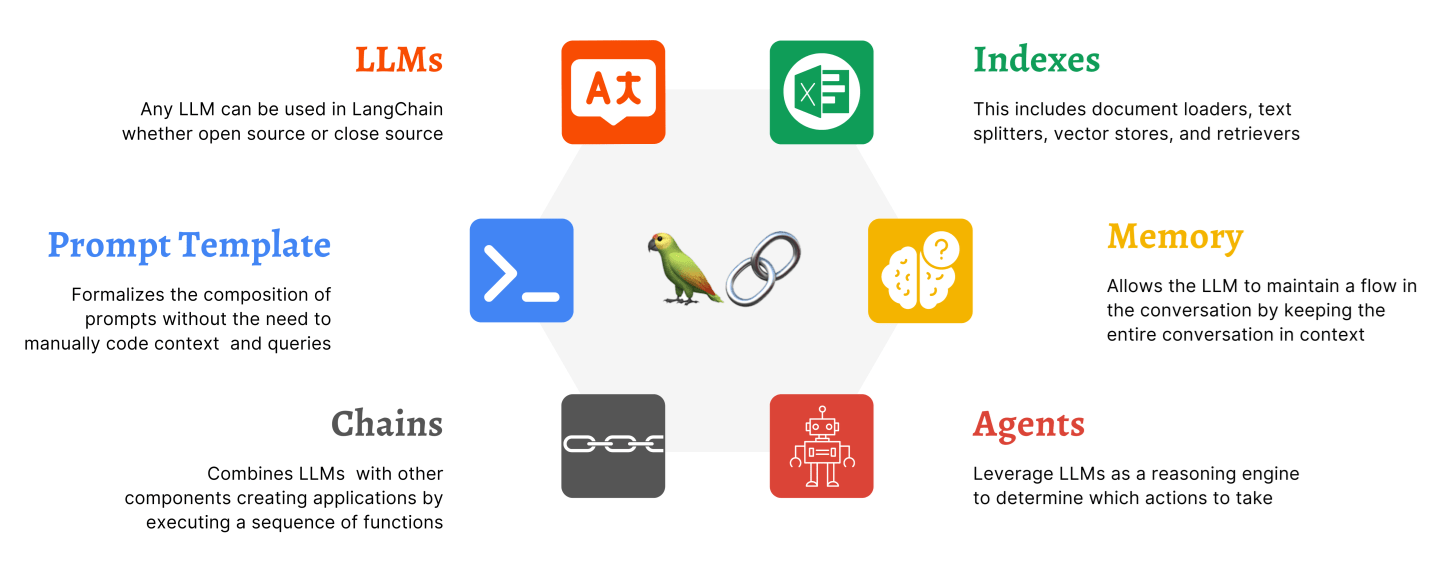 LLMs
Any LLM can be used in LangChain
whether open source or close source
Indexes
This includes document loaders, text
splitters, vector stores, and retrievers
Prompt Template
Formalizes the composition of
prompts without the need to
manually code context  and queries
Memory
Allows the LLM to maintain a flow in
the conversation by keeping the
entire conversation in context
Chains
Combines LLMs  with other
components creating applications by
executing a sequence of functions
Agents
Leverage LLMs as a reasoning engine
to determine which actions to take